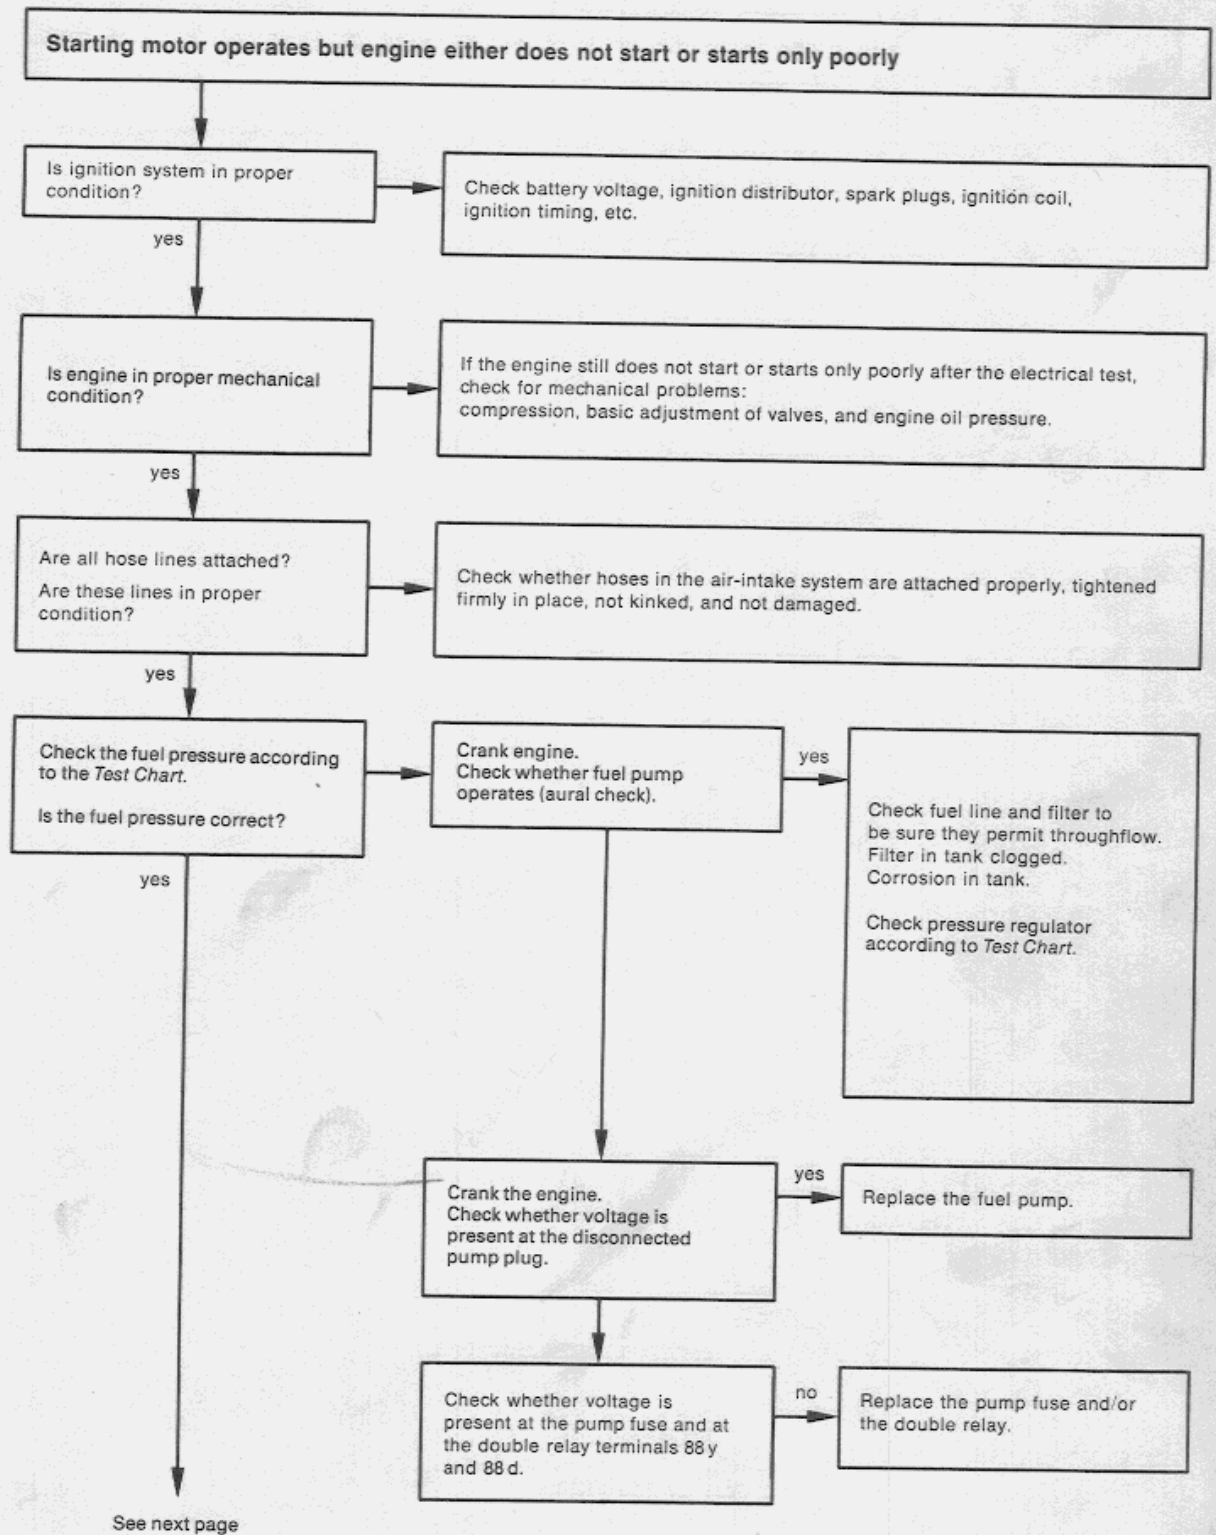 Starting motor operates but engine either does not start or starts only poorly
Is ignition system in proper
condition?
Check battery voltage, ignition distributor, spark plugs, ignition coil,
ignition timing, etc.
yes
Is engine in proper mechanical
condition?
If the engine still does not start or starts only poorly after the electrical test,
check for mechanical problems:
compression, basic adjustment of valves, and engine oil pressure.
yes
Are all hose lines attached?
Are these lines in proper
condition?
Check whether hoses in the air-intake system are attached properly, tightened
firmly in place, not kinked, and not damaged.
yes
Check the fuel pressure according
to the Test Chart.
Is the fuel pressure correct?
Crank engine.
Check whether fuel pump
operates (aural check).
yes
Check fuel line and filter to
be sure they permit throughflow.
Filter in tank clogged.
Corrosion in tank.
Check pressure regulator
according to Test Chart.
yes
Crank the engine.
Check whether voltage is
present at the disconnected
pump plug.
yes
Replace the fuel pump.
Check whether voltage is
present at the pump fuse and at
the double relay terminals 88y
and 88d.
no
Replace the pump fuse and/or
the double relay.
See next page